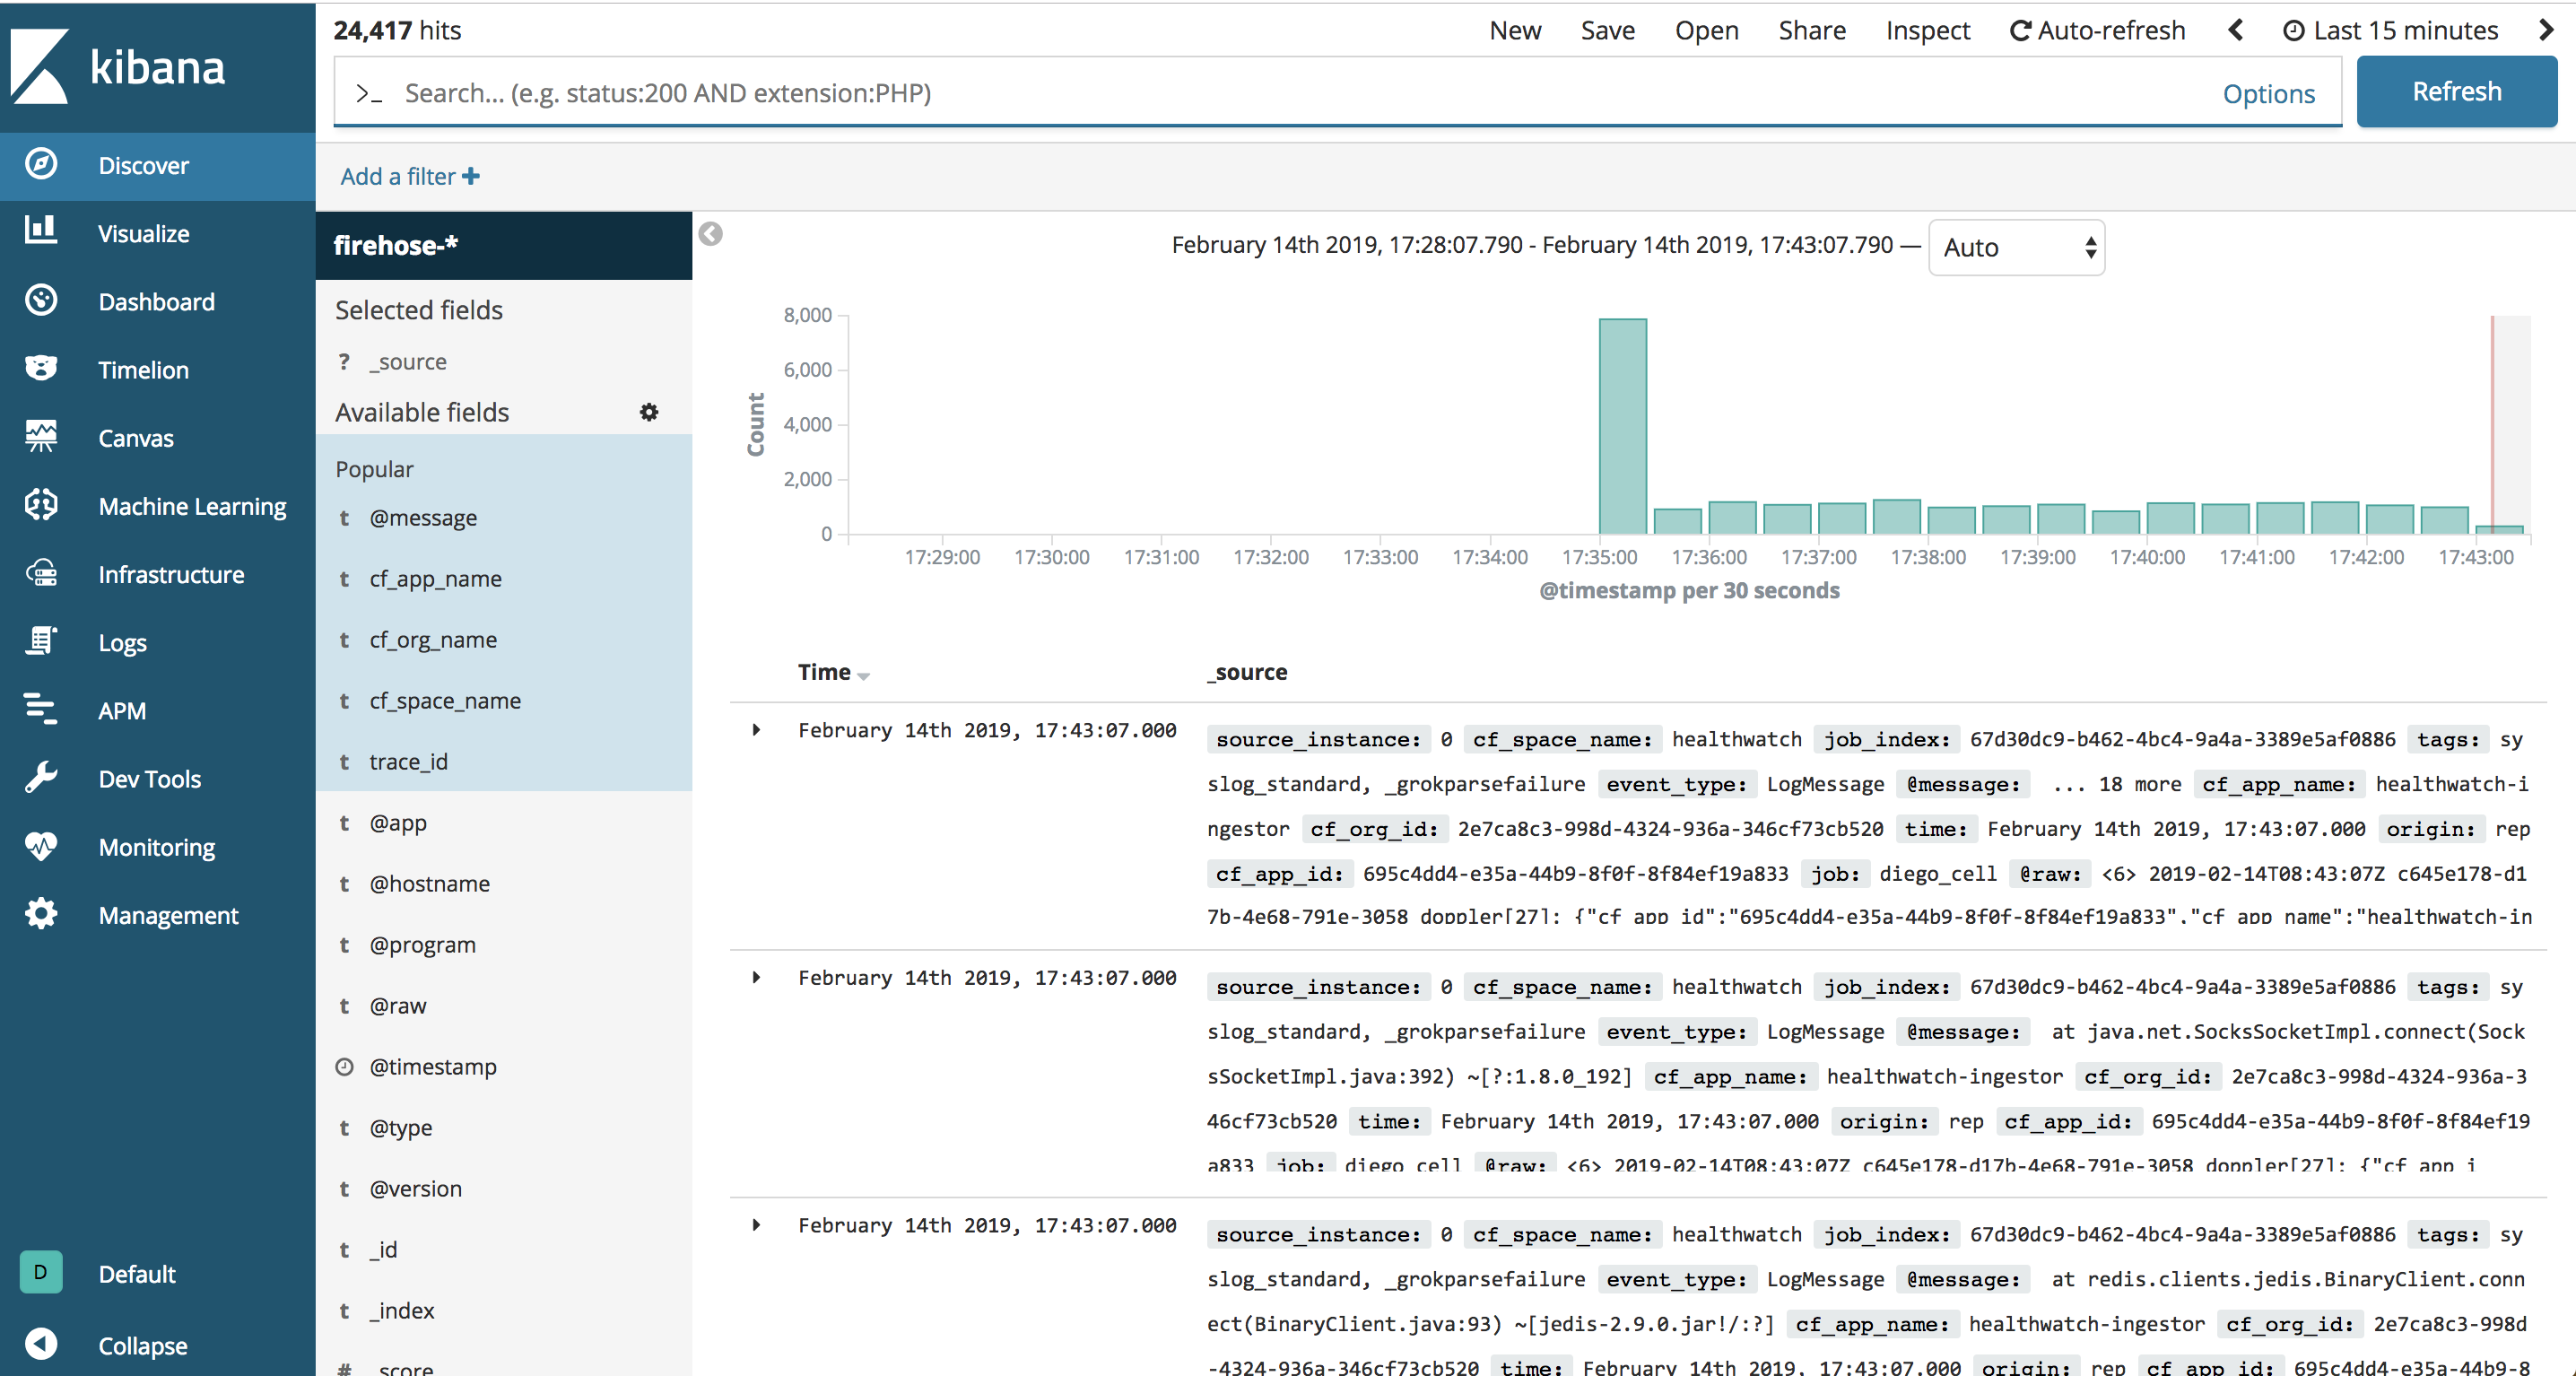 kibana
Discover
Visualize
Dashboard
Timelion
Canvas
Machine Learning
Infrastructure
Logs
APM
Dev Tools
Monitoring
Management
D Default
Collapse
24,417 hits
New Save Open Share Inspect Auto-refresh Last 15 minutes
>_ Search... (e.g. status:200 AND extension:PHP) Options Refresh
Add a filter +
firehose-*
Selected fields
? _source
Available fields
Popular
t @message
t cf_app_name
t cf_org_name
t cf_space_name
t trace_id
t @app
t @hostname
t @program
t @raw
@timestamp
t @type
t @version
t _id
t _index
# _score
February 14th 2019, 17:28:07.790 - February 14th 2019, 17:43:07.790 — Auto
8,000
6,000
4,000
2,000
0
Count
17:29:00 17:30:00 17:31:00 17:32:00 17:33:00 17:34:00 17:35:00 17:36:00 17:37:00 17:38:00 17:39:00 17:40:00 17:41:00 17:42:00 17:43:00
@timestamp per 30 seconds
Time _source
February 14th 2019, 17:43:07.000 source_instance: 0 cf_space_name: healthwatch job_index: 67d30dc9-b462-4bc4-9a4a-3389e5af0886 tags: sy
slog_standard, _grokparsefailure event_type: LogMessage @message: ... 18 more cf_app_name: healthwatch-i
ngestor cf_org_id: 2e7ca8c3-998d-4324-936a-346cf73cb520 time: February 14th 2019, 17:43:07.000 origin: rep
cf_app_id: 695c4dd4-e35a-44b9-8f0f-8f84ef19a833 job: diego_cell @raw: <6> 2019-02-14T08:43:07Z c645e178-d1
7b-4e68-791e-3058 doppler[27]: {"cf_app_id":"695c4dd4-e35a-44b9-8f0f-8f84ef19a833","cf_app_name":"healthwatch-in
February 14th 2019, 17:43:07.000 source_instance: 0 cf_space_name: healthwatch job_index: 67d30dc9-b462-4bc4-9a4a-3389e5af0886 tags: sy
slog_standard, _grokparsefailure event_type: LogMessage @message: at java.net.SocksSocketImpl.connect(Sock
sSocketImpl.java:392) ~[?:1.8.0_192] cf_app_name: healthwatch-ingestor cf_org_id: 2e7ca8c3-998d-4324-936a-3
46cf73cb520 time: February 14th 2019, 17:43:07.000 origin: rep cf_app_id: 695c4dd4-e35a-44b9-8f0f-8f84ef19
a833 job: diego_cell @raw: <6> 2019-02-14T08:43:07Z c645e178-d17b-4e68-791e-3058 doppler[27]: {"cf_app_i
February 14th 2019, 17:43:07.000 source_instance: 0 cf_space_name: healthwatch job_index: 67d30dc9-b462-4bc4-9a4a-3389e5af0886 tags: sy
slog_standard, _grokparsefailure event_type: LogMessage @message: at redis.clients.jedis.BinaryClient.conn
ect(BinaryClient.java:93) ~[jedis-2.9.0.jar!/:?] cf_app_name: healthwatch-ingestor cf_org_id: 2e7ca8c3-998d
-4324-936a-346cf73cb520 time: February 14th 2019, 17:43:07.000 origin: rep cf_app_id: 695c4dd4-e35a-44b9-8